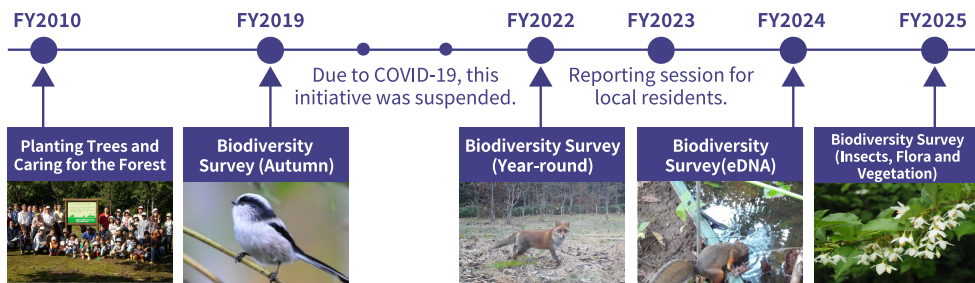 FY2010
FY2019
FY2022
FY2023
FY2024
FY2025
Due to COVID-19, this
initiative was suspended.
Reporting session for
local residents.
Planting Trees and
Caring for the Forest
Biodiversity
Survey (Autumn)
Biodiversity Survey
(Year-round)
Biodiversity
Survey(eDNA)
Biodiversity Survey
(Insects, Flora and
Vegetation)